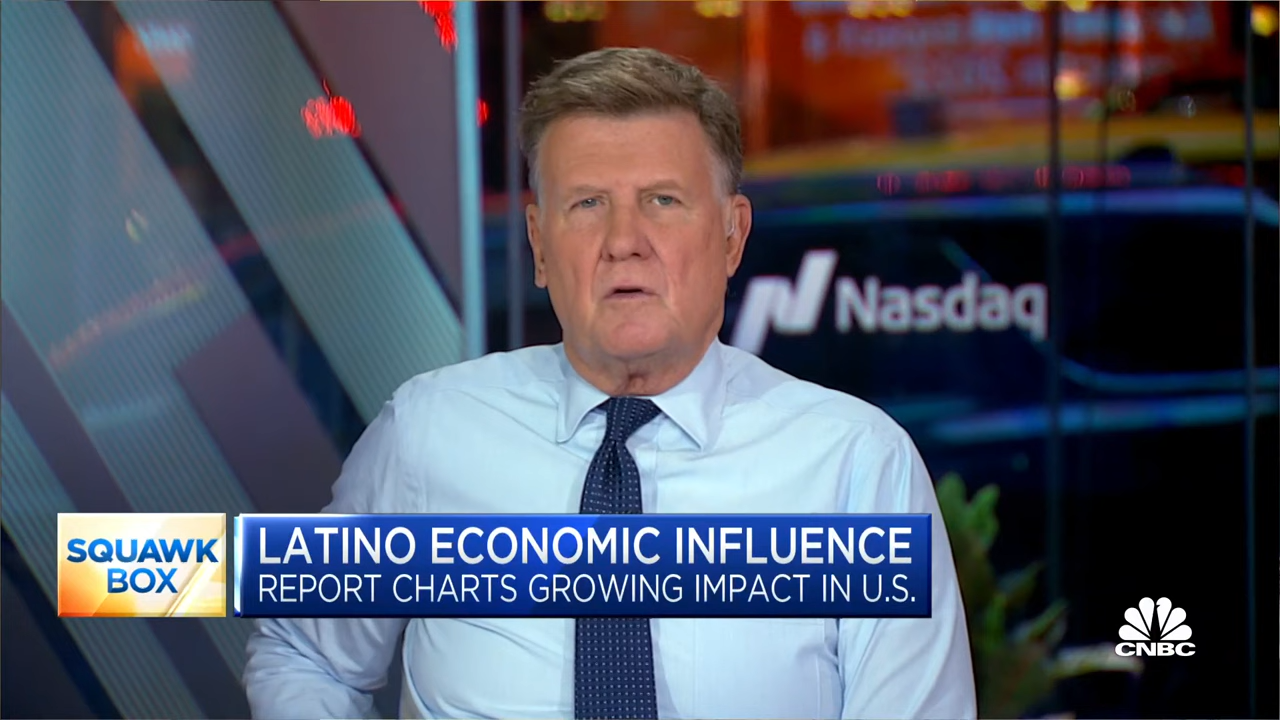 Nasdaq
SQUAWK
BOX
LATINO ECONOMIC INFLUENCE
REPORT CHARTS GROWING IMPACT IN U.S.
CNBC